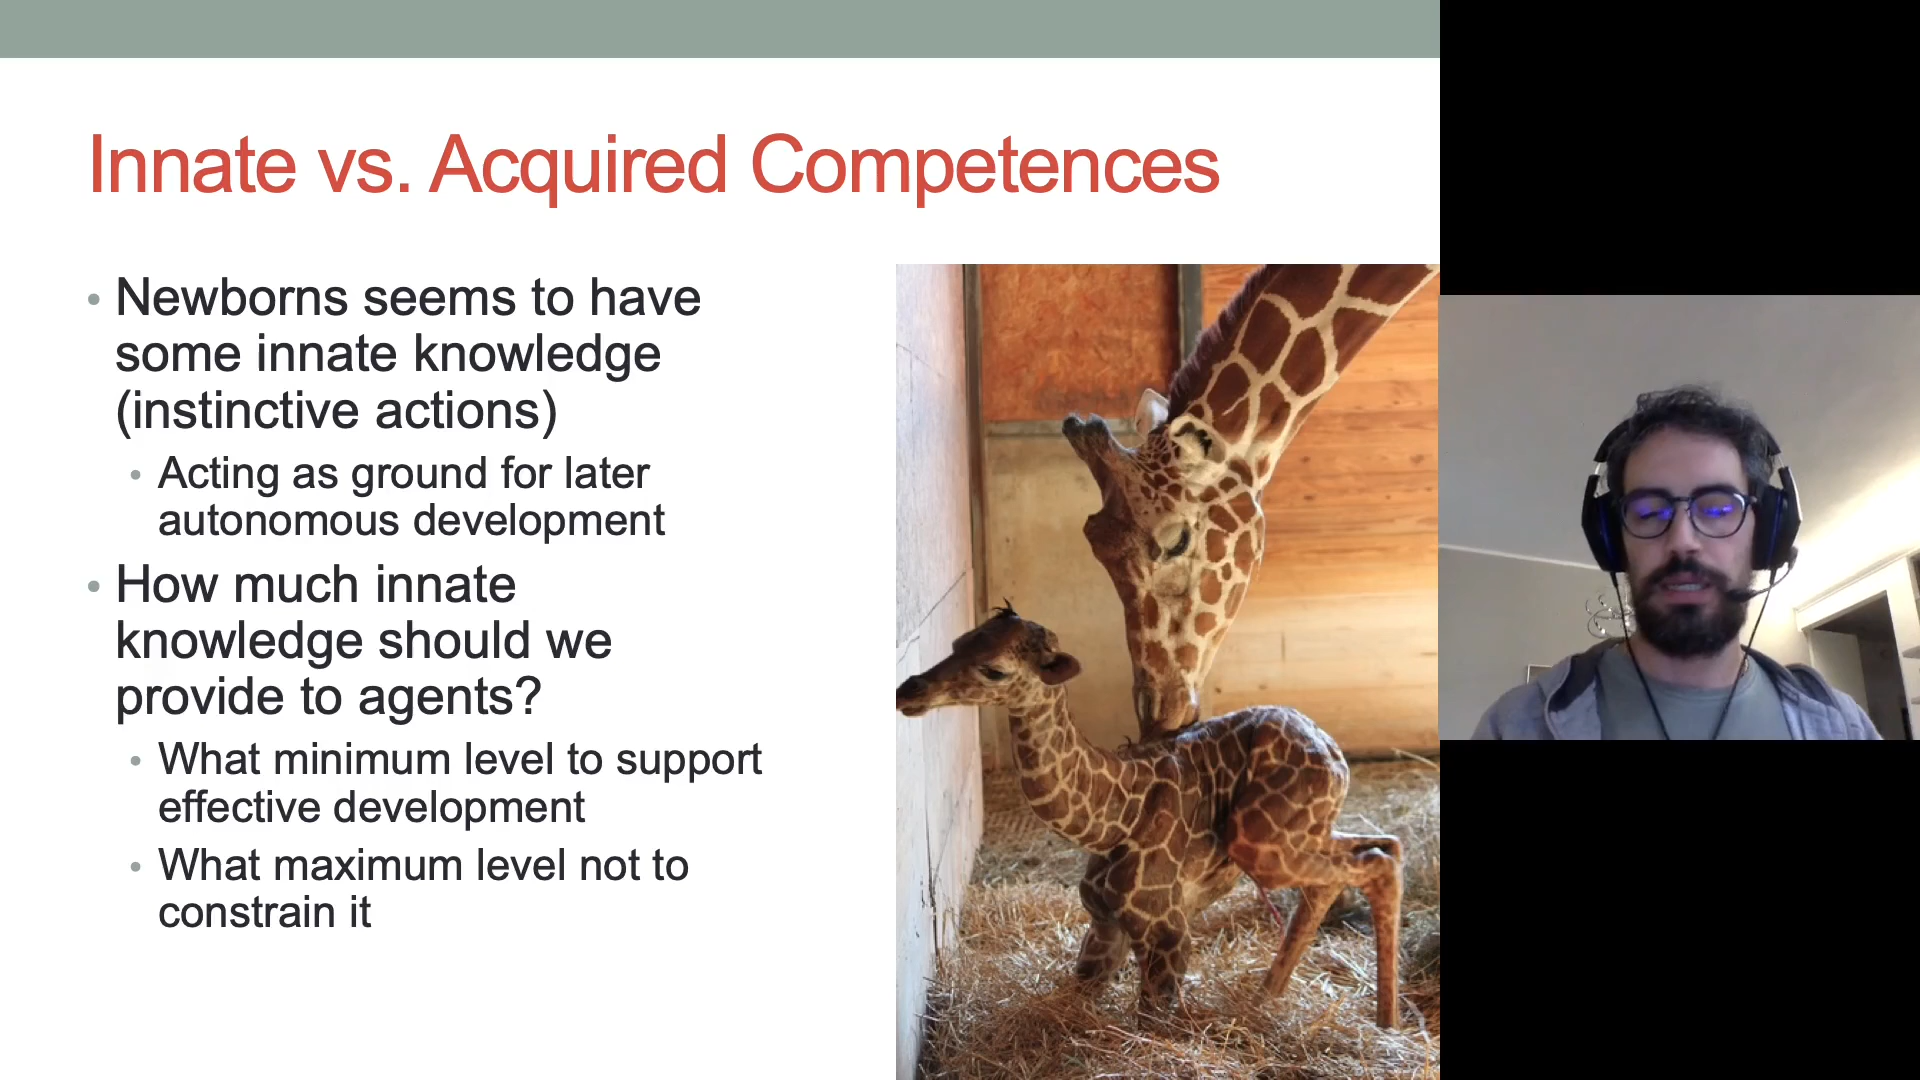 Innate vs. Acquired Competences
• Newborns seems to have
some innate knowledge
(instinctive actions)
• Acting as ground for later
autonomous development
• How much innate
knowledge should we
provide to agents?
• What minimum level to support
effective development
• What maximum level not to
constrain it